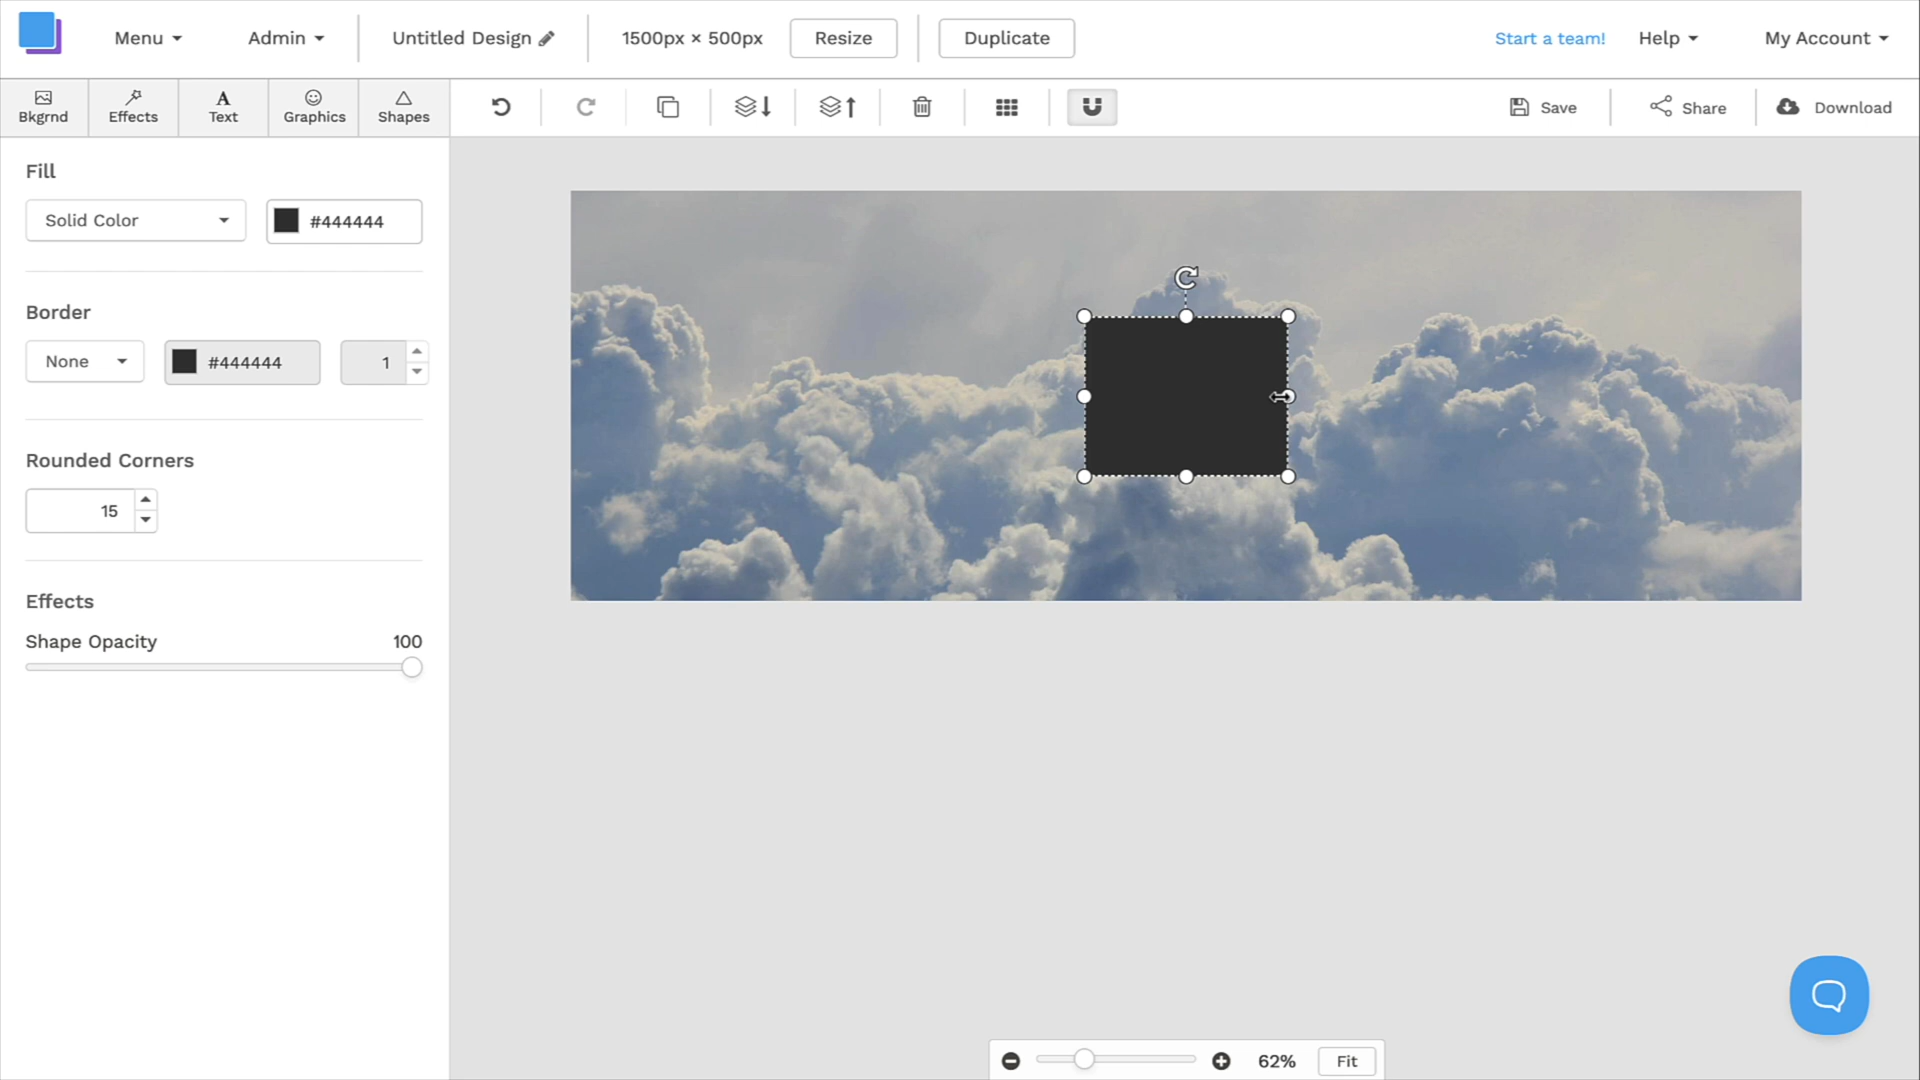 Menu Admin Untitled Design 1500px × 500px Resize Duplicate Start a team! Help My Account
Bkgrnd Effects Text Graphics Shapes Save Share Download
Fill
Solid Color #444444
Border
None #444444 1
Rounded Corners
15
Effects
Shape Opacity 100
62% Fit